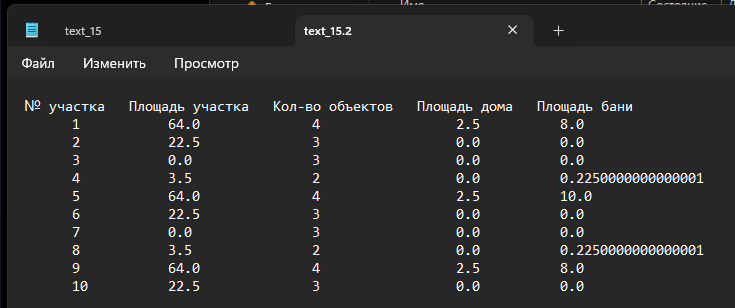 Имя Состояние
text_15 text_15.2
Файл Изменить Просмотр
№ участка Площадь участка Кол-во объектов Площадь дома Площадь бани
1 64.0 4 2.5 8.0
2 22.5 3 0.0 0.0
3 0.0 3 0.0 0.0
4 3.5 2 0.0 0.2250000000000001
5 64.0 4 2.5 10.0
6 22.5 3 0.0 0.0
7 0.0 3 0.0 0.0
8 3.5 2 0.0 0.2250000000000001
9 64.0 4 2.5 8.0
10 22.5 3 0.0 0.0